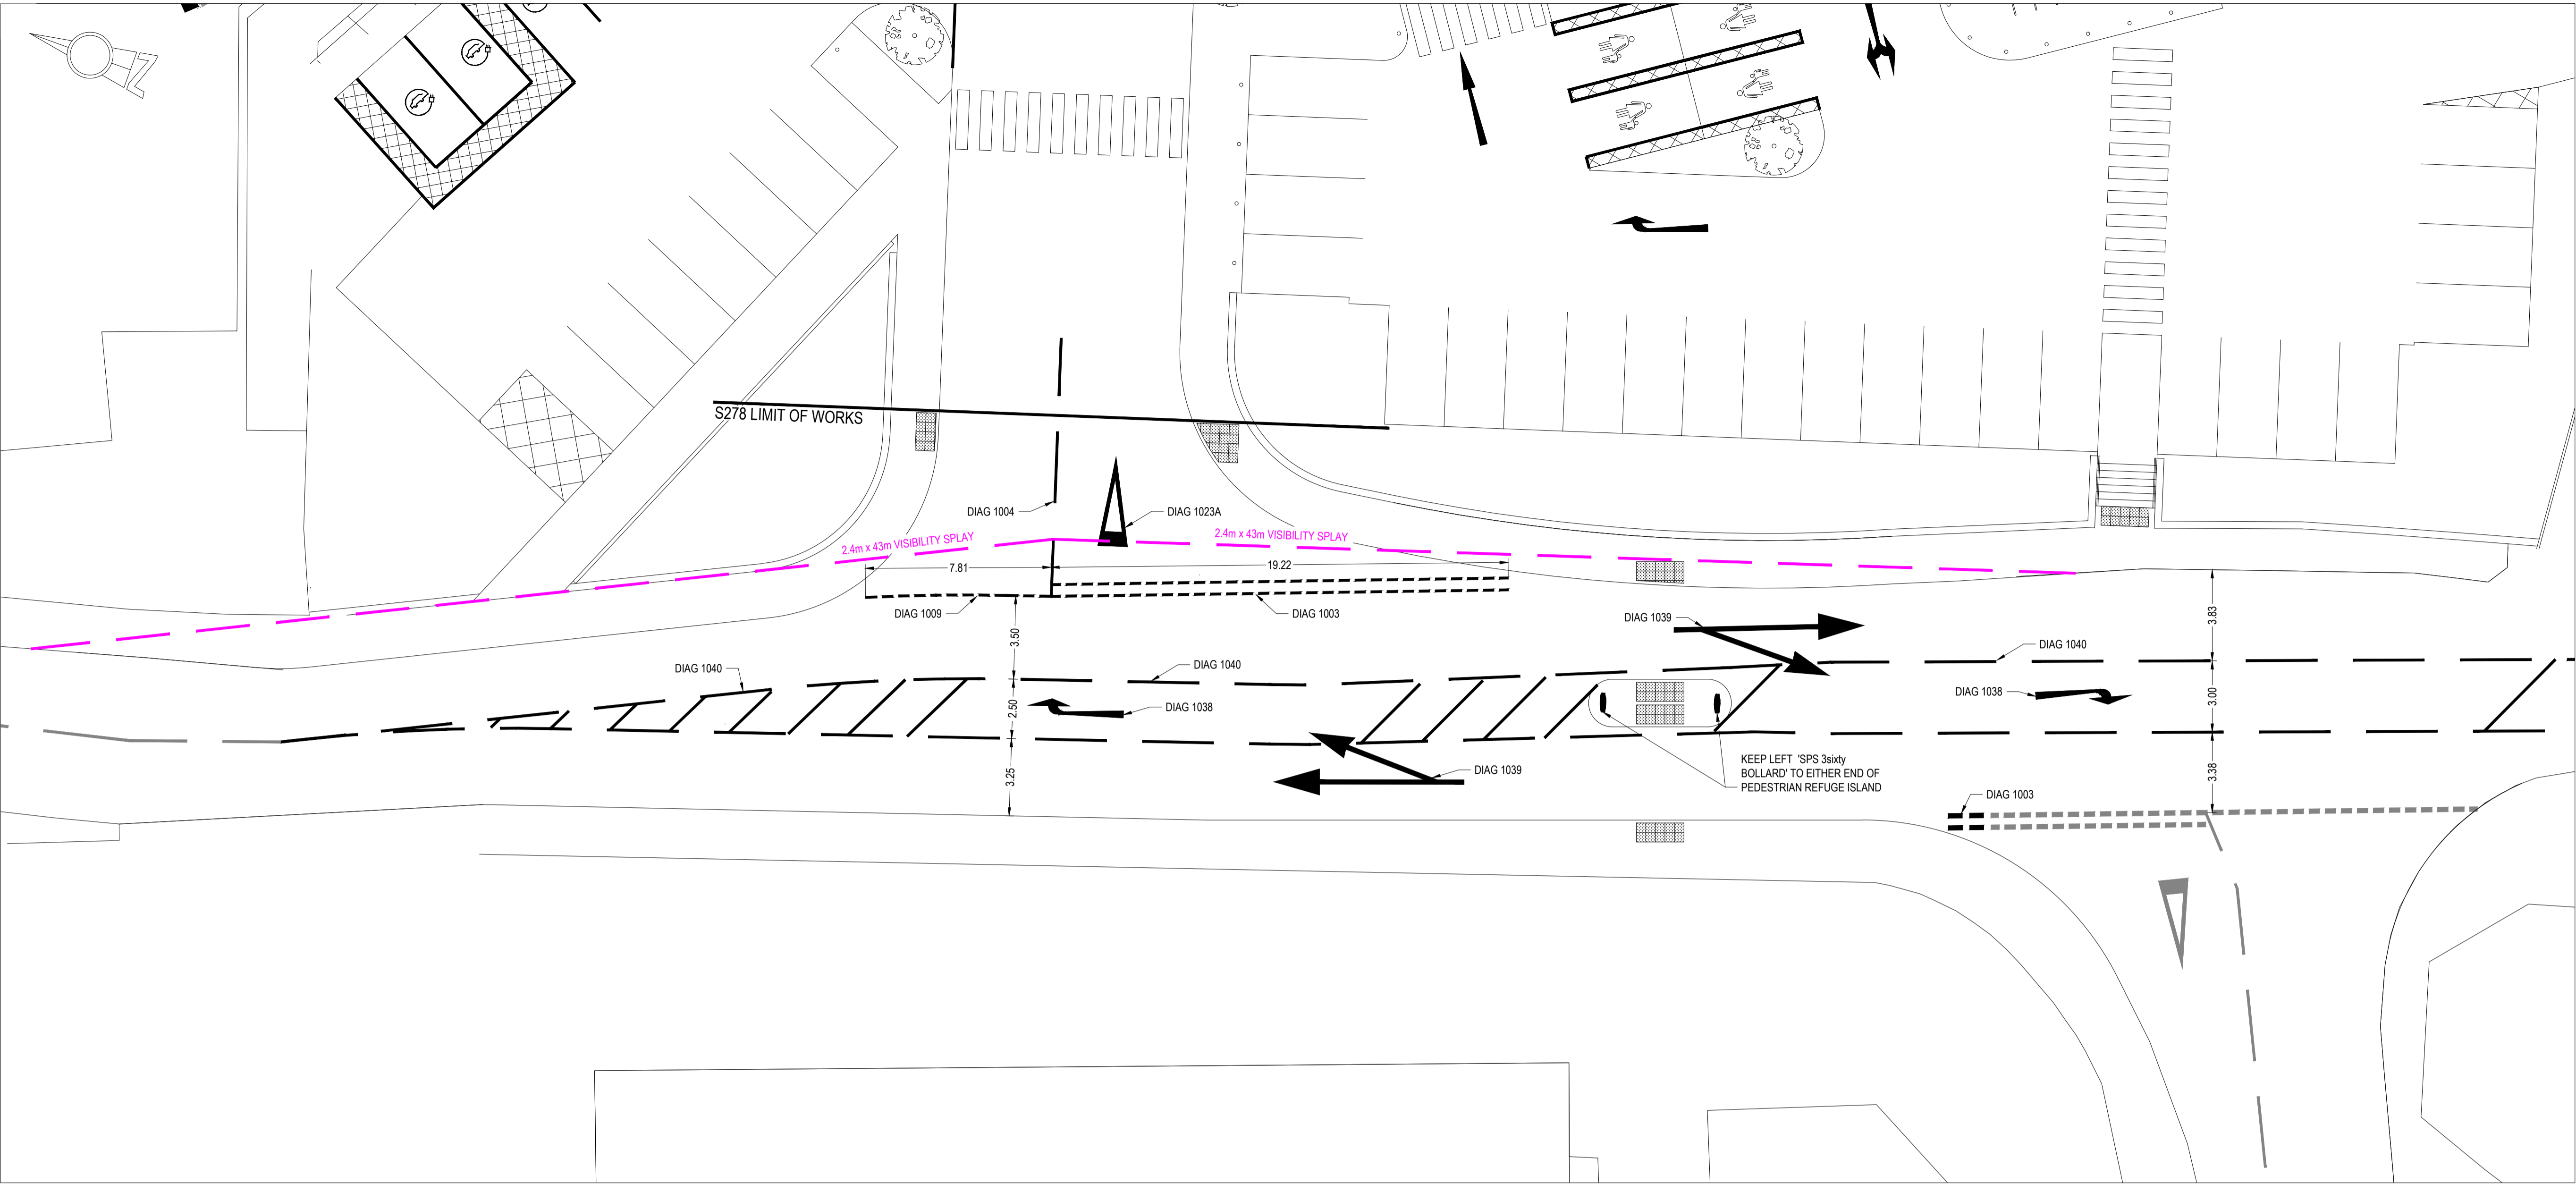 N
S278 LIMIT OF WORKS
DIAG 1004
DIAG 1023A
2.4m x 43m VISIBILITY SPLAY
2.4m x 43m VISIBILITY SPLAY
7.81
19.22
DIAG 1009
DIAG 1003
3.50
DIAG 1039
3.83
DIAG 1040
DIAG 1040
DIAG 1040
2.50
DIAG 1038
DIAG 1038
3.00
3.25
DIAG 1039
KEEP LEFT 'SPS 3sixty
BOLLARD' TO EITHER END OF
PEDESTRIAN REFUGE ISLAND
3.38
DIAG 1003